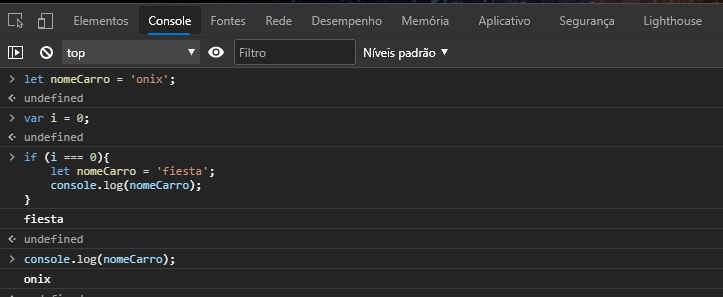 Elementos Console Fontes Rede Desempenho Memória Aplicativo Segurança Lighthouse
top Filtro Níveis padrão
let nomeCarro = 'onix';
undefined
var i = 0;
undefined
if (i === 0){
let nomeCarro = 'fiesta';
console.log(nomeCarro);
}
fiesta
undefined
console.log(nomeCarro);
onix